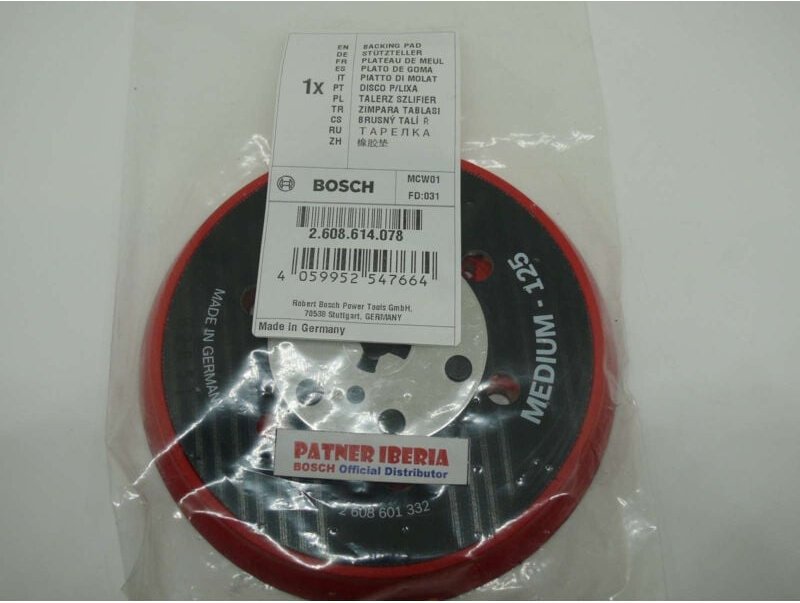 EN BACKING PAD
DE STÜTZTELLER
FR PLATEAU DE MEUL
ES PLATO DE GOMA
IT PIATTO DI MOLAT
1x PT DISCO P/LIXA
PL TALERZ SZLIFIER
TR ZIMPARA TABLASI
CS BRUSNÝ TALÍ R
RU ТАРЕЛКА
ZH 橡胶垫
BOSCH
MCW01
FD:031
2.608.614.078
4 059952 547664
Robert Bosch Power Tools GmbH,
70538 Stuttgart, GERMANY
Made in Germany
MADE IN GERMANY
MEDIUM - 125
PATNER IBERIA
BOSCH Official Distributor
2 608 601 332